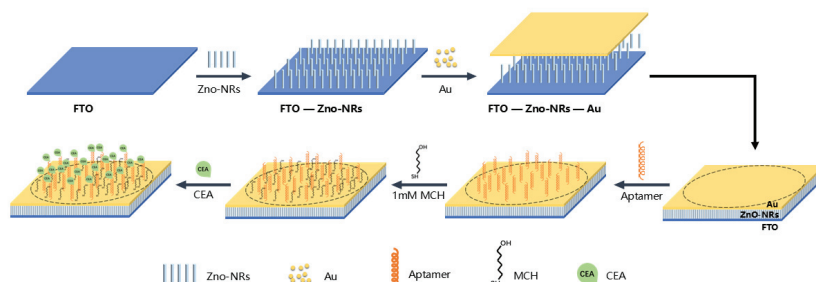 FTO
Zno-NRs
FTO — Zno-NRs
Au
FTO — Zno-NRs — Au
CEA
CEA
OH
SH
1mM MCH
Aptamer
Au
ZnO-NRs
FTO
Zno-NRs
Au
Aptamer
OH
MCH
CEA
CEA